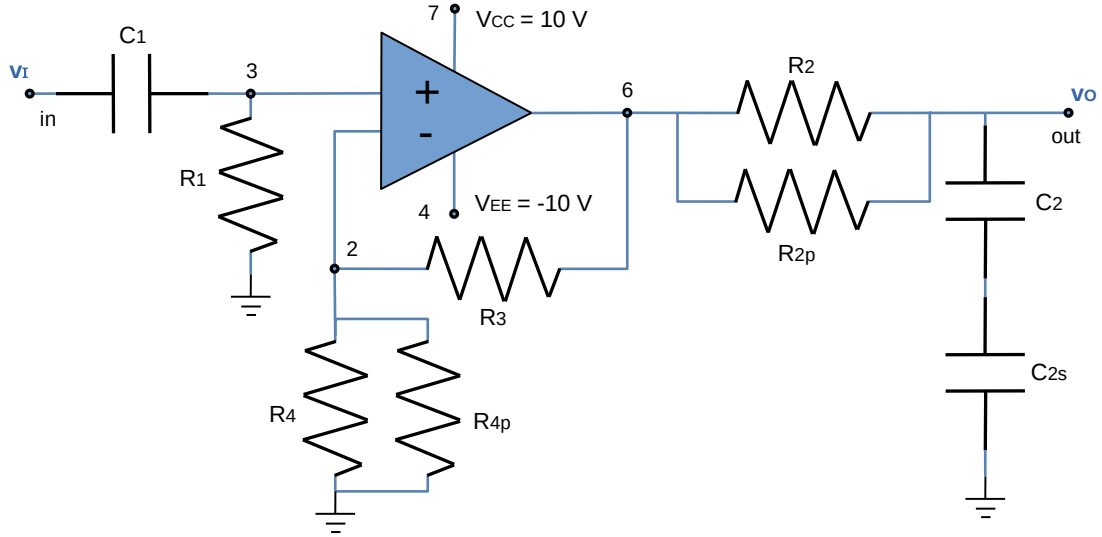 7
VCC = 10 V
C1
vI
3
6
R2
vO
in
+
-
out
R1
4
VEE = -10 V
C2
R2p
2
R3
C2s
R4
R4p